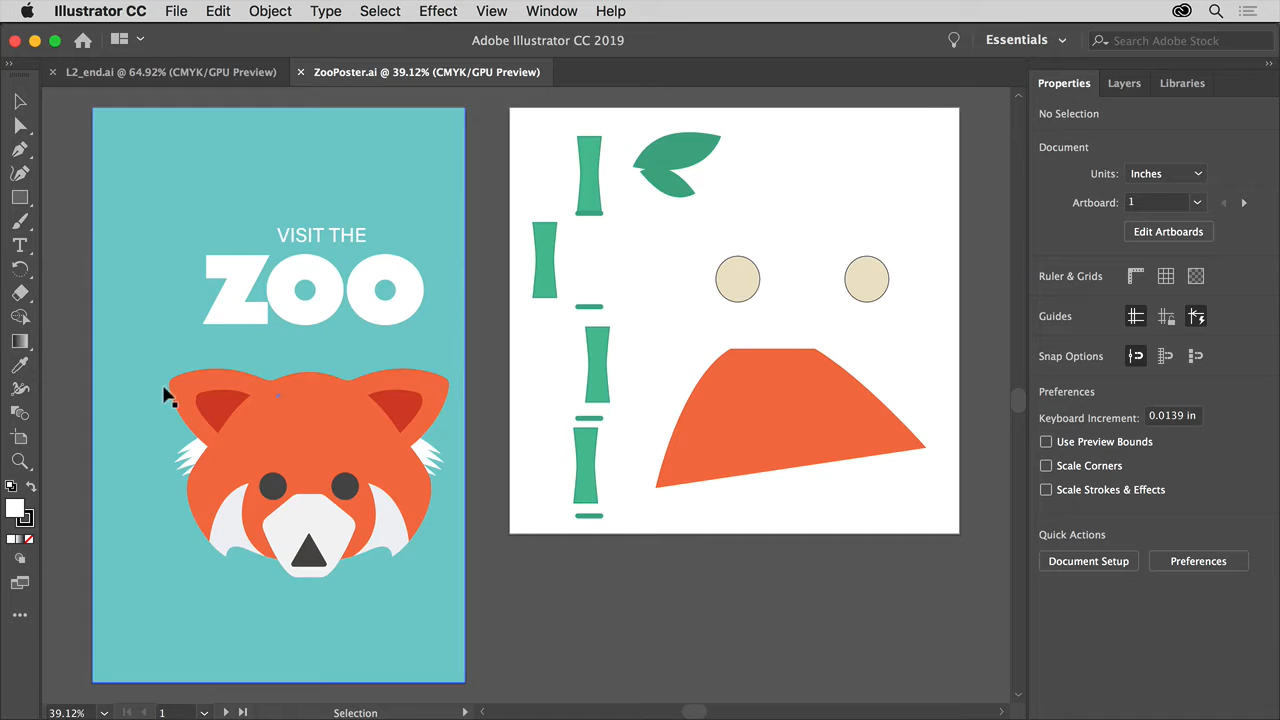 Illustrator CC File Edit Object Type Select Effect View Window Help
Adobe Illustrator CC 2019
Essentials
Search Adobe Stock
L2_end.ai @ 64.92% (CMYK/GPU Preview)
ZooPoster.ai @ 39.12% (CMYK/GPU Preview)
Properties Layers Libraries
No Selection
Document
Units: Inches
Artboard: 1
Edit Artboards
Ruler & Grids
Guides
Snap Options
Preferences
Keyboard Increment: 0.0139 in
Use Preview Bounds
Scale Corners
Scale Strokes & Effects
Quick Actions
Document Setup
Preferences
VISIT THE
ZOO
39.12%
1
Selection